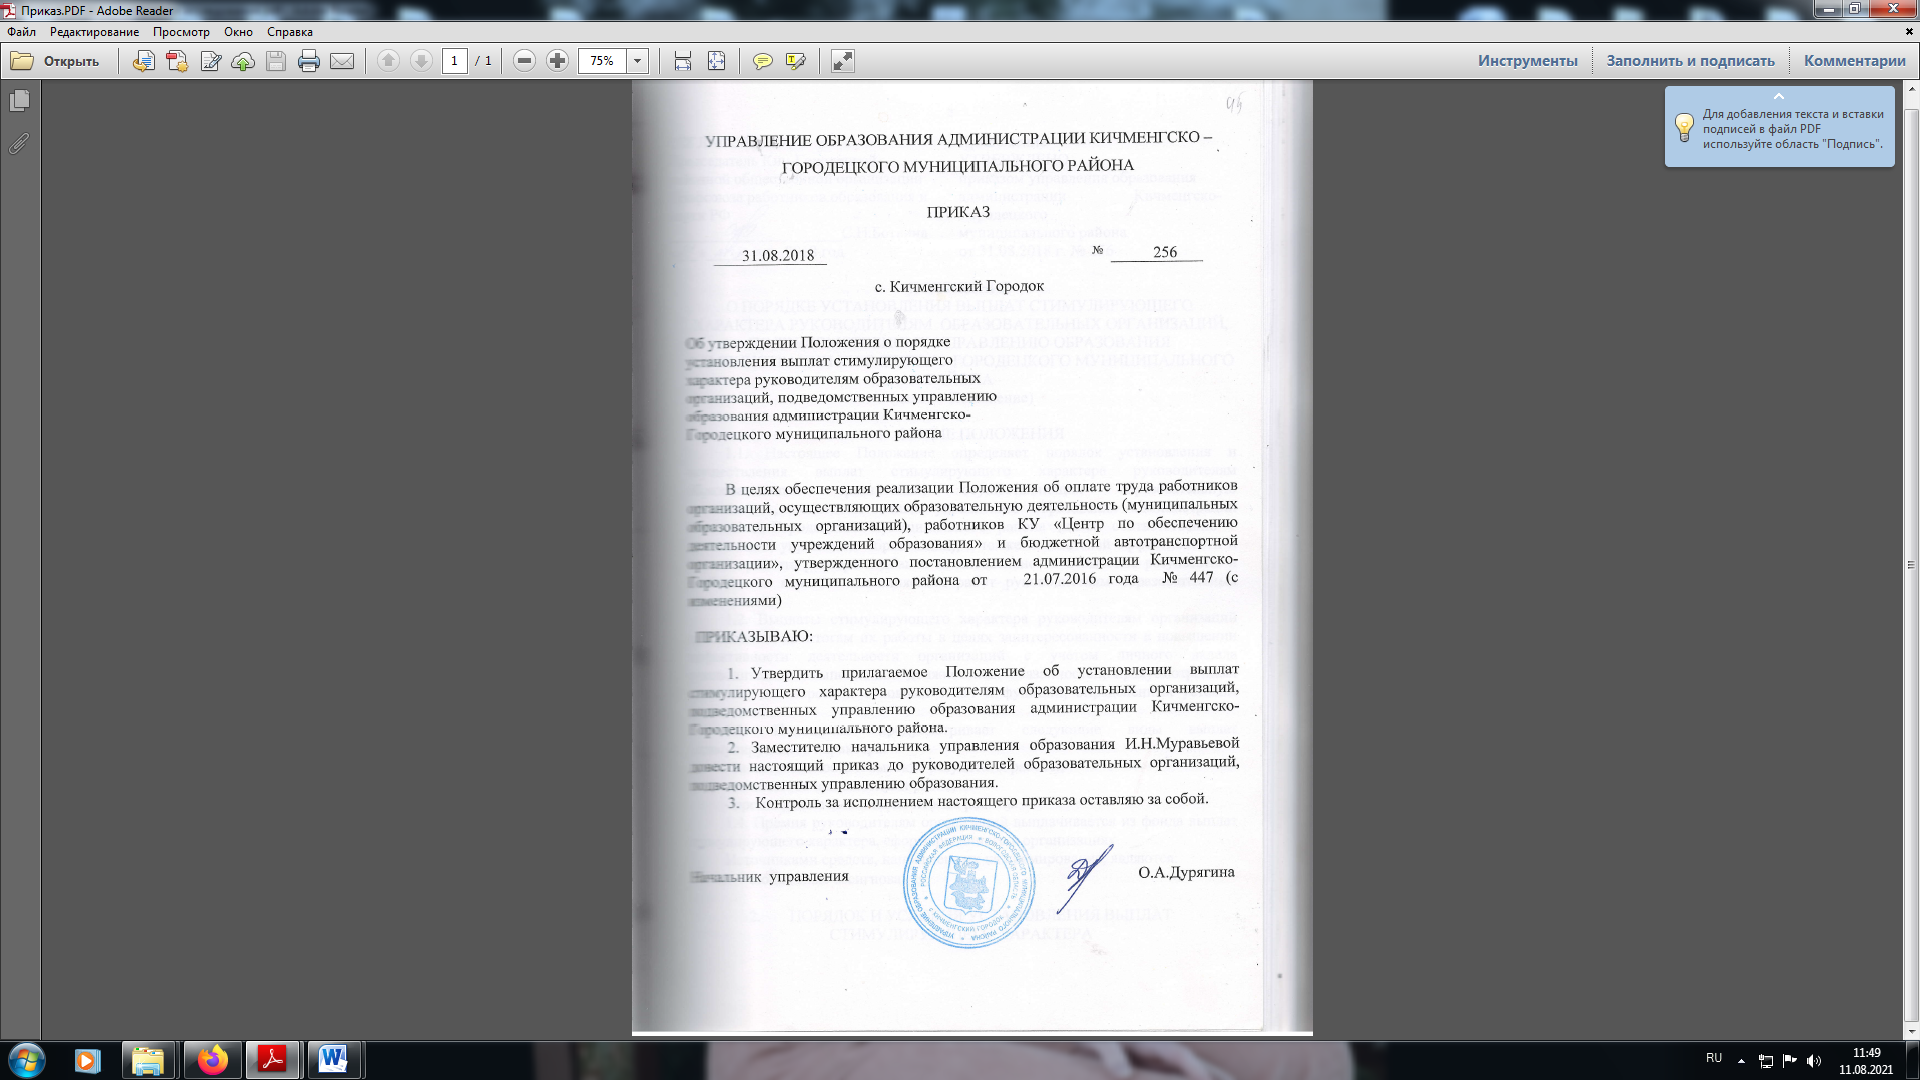 Приказ.PDF - Adobe Reader
Файл Редактирование Просмотр Окно Справка
Открыть 1 / 1 75% Инструменты Заполнить и подписать Комментарии
Для добавления текста и вставки
подписей в файл PDF
используйте область "Подпись".
УПРАВЛЕНИЕ ОБРАЗОВАНИЯ АДМИНИСТРАЦИИ КИЧМЕНГСКО –
ГОРОДЕЦКОГО МУНИЦИПАЛЬНОГО РАЙОНА
ПРИКАЗ
31.08.2018 № 256
с. Кичменгский Городок
Об утверждении Положения о порядке
установления выплат стимулирующего
характера руководителям образовательных
организаций, подведомственных управлению
образования администрации Кичменгско-
Городецкого муниципального района
В целях обеспечения реализации Положения об оплате труда работников
организаций, осуществляющих образовательную деятельность (муниципальных
образовательных организаций), работников КУ «Центр по обеспечению
деятельности учреждений образования» и бюджетной автотранспортной
организации», утвержденного постановлением администрации Кичменгско-
Городецкого муниципального района от 21.07.2016 года № 447 (с
изменениями)
ПРИКАЗЫВАЮ:
1. Утвердить прилагаемое Положение об установлении выплат
стимулирующего характера руководителям образовательных организаций,
подведомственных управлению образования администрации Кичменгско-
Городецкого муниципального района.
2. Заместителю начальника управления образования И.Н.Муравьевой
довести настоящий приказ до руководителей образовательных организаций,
подведомственных управлению образования.
3. Контроль за исполнением настоящего приказа оставляю за собой.
Начальник управления О.А.Дурягина
RU 11:49
11.08.2021